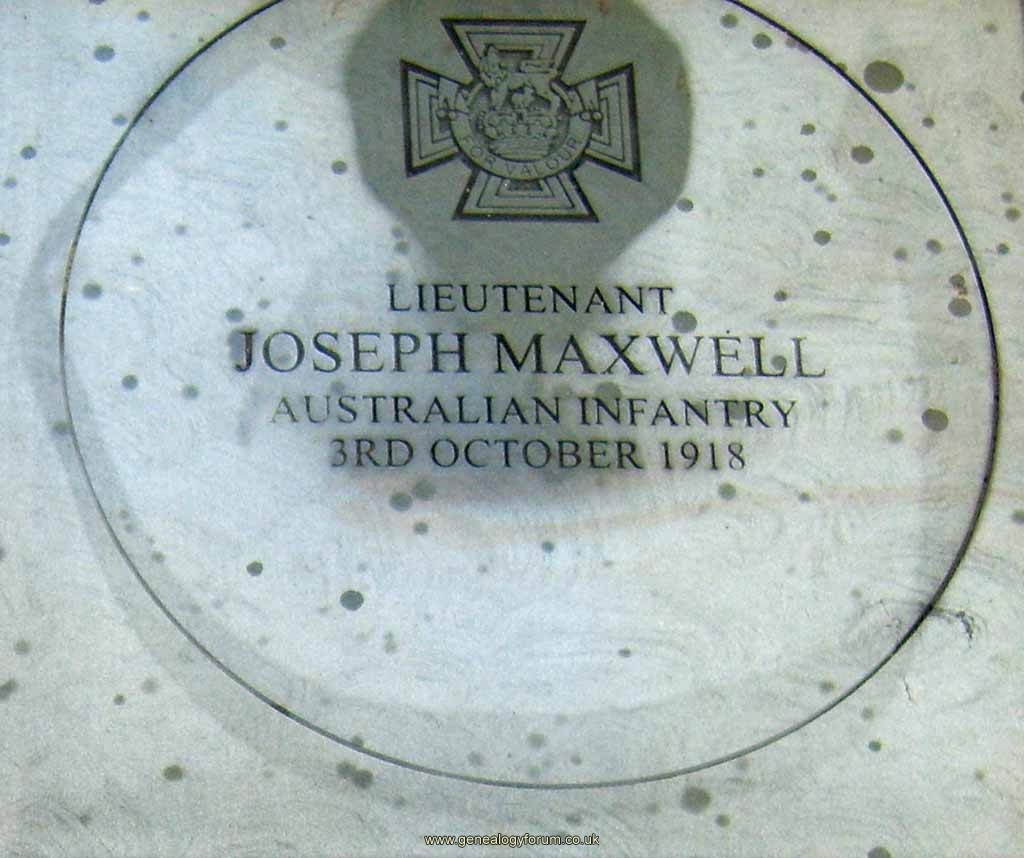 FOR VALOUR
LIEUTENANT
JOSEPH MAXWELL
AUSTRALIAN INFANTRY
3RD OCTOBER 1918
www.genealogyforum.co.uk